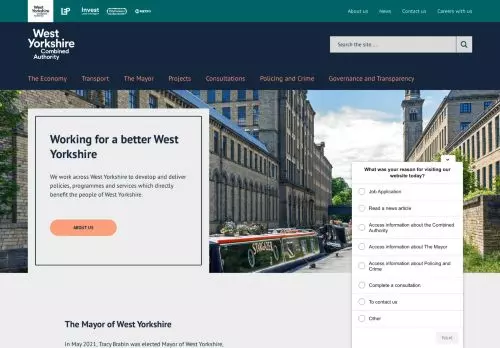 West
Yorkshire
Combined
Authority
Invest
METRO
About us
News
Contact us
Careers with us
West
Yorkshire
Combined
Authority
Search the site.....
The Economy
Transport
The Mayor
Projects
Consultations
Policing and Crime
Governance and Transparency
Working for a better West
Yorkshire
We work across West Yorkshire to develop and deliver
policies, programmes and services which directly
benefit the people of West Yorkshire.
ABOUT US
What was your reason for visiting our
website today?
Job Application
Read a news article
Access information about the Combined
Authority
Access information about The Mayor
Access information about Policing and
Crime
Complete a consultation
To contact us
Other
Next
The Mayor of West Yorkshire
In May 2021, Tracy Brabin was elected Mayor of West Yorkshire,